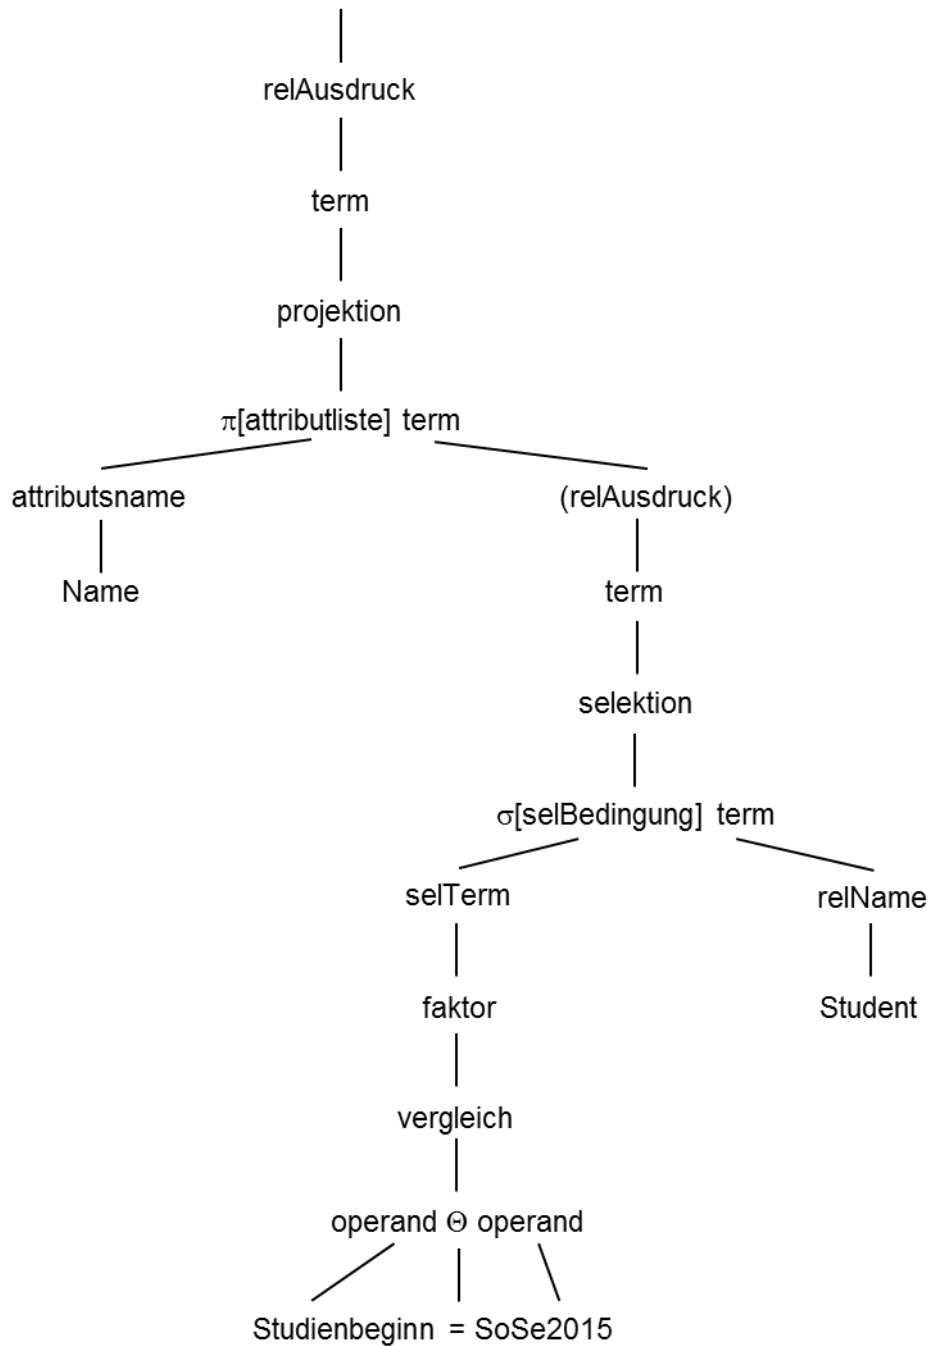 relAusdruck
term
projektion
π[attributliste] term
attributsname (relAusdruck)
Name term
selektion
σ[selBedingung] term
selTerm relName
faktor Student
vergleich
operand Θ operand
Studienbeginn = SoSe2015